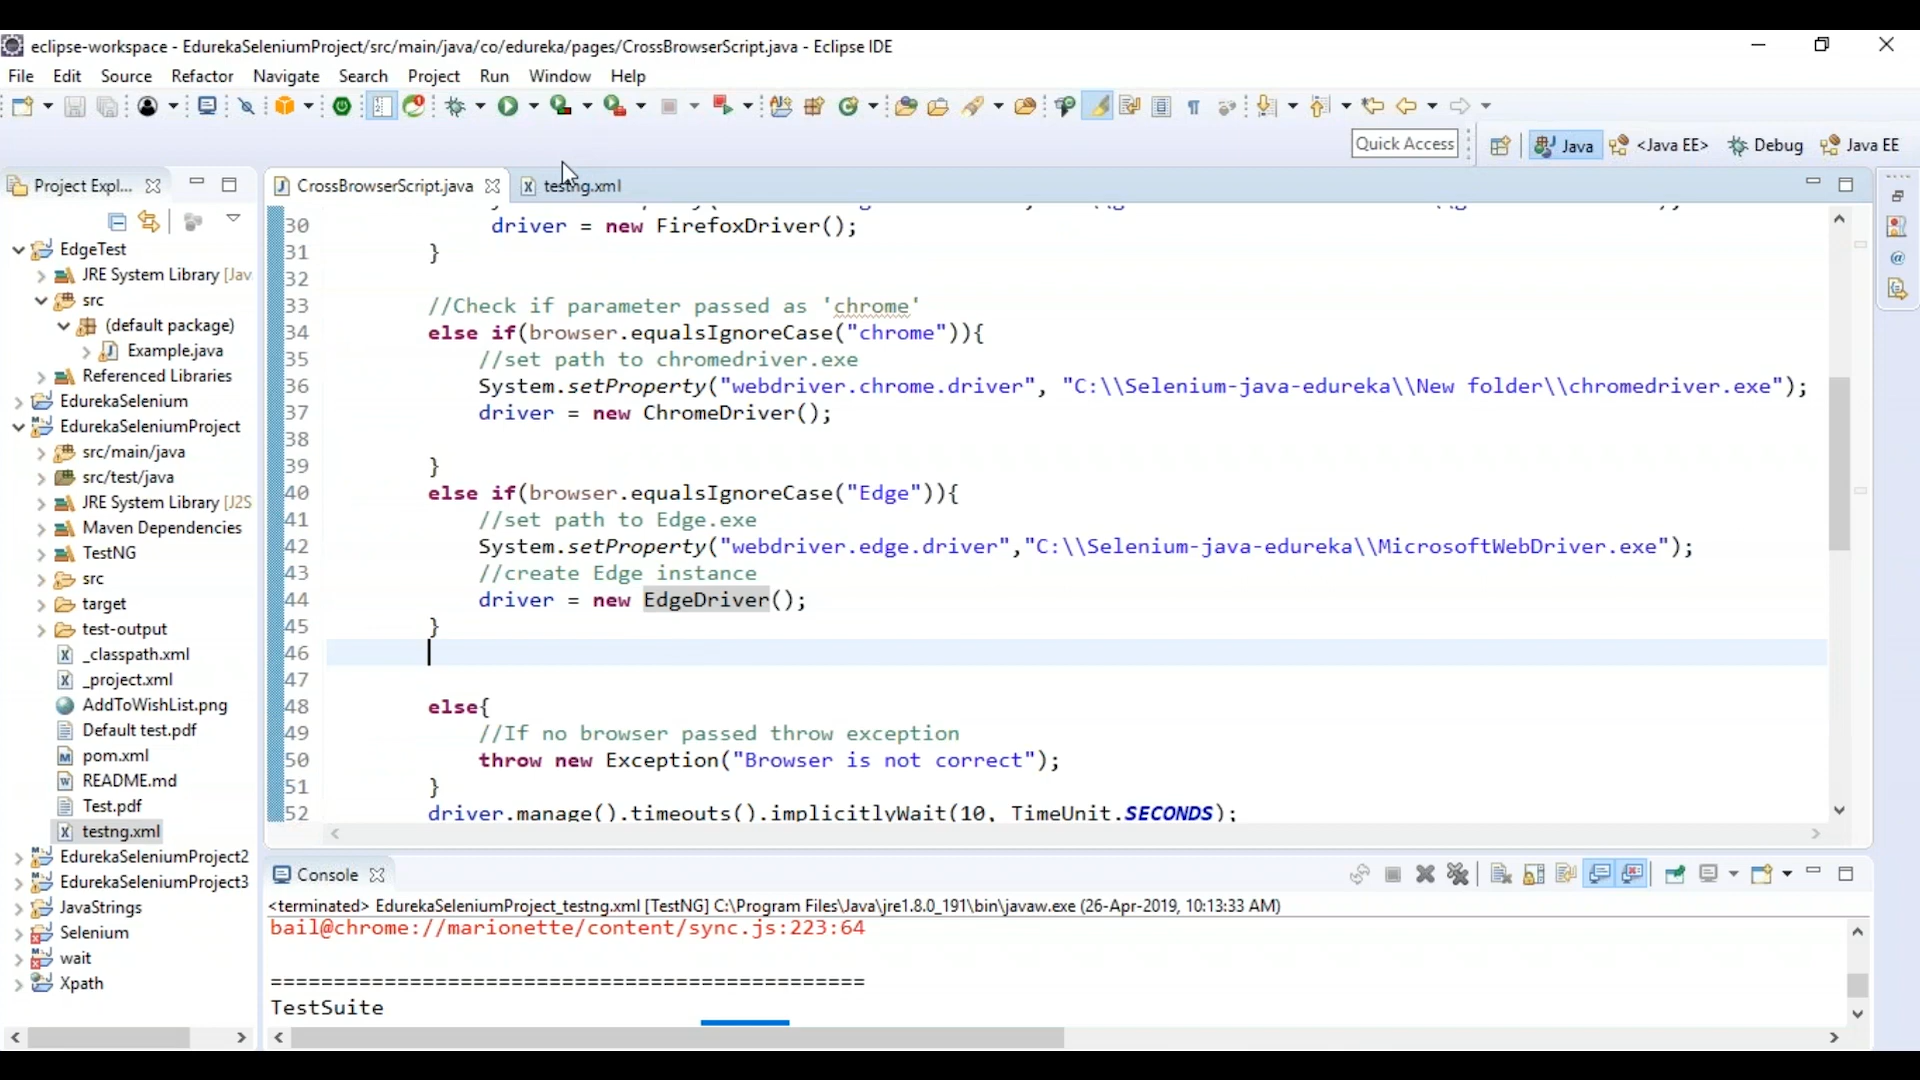 eclipse-workspace - EdurekaSeleniumProject/src/main/java/co/edureka/pages/CrossBrowserScript.java - Eclipse IDE
File Edit Source Refactor Navigate Search Project Run Window Help
Quick Access
Java
<Java EE>
Debug
Java EE
Project Expl...
CrossBrowserScript.java
testng.xml
EdgeTest
JRE System Library [Jav
src
(default package)
Example.java
Referenced Libraries
EdurekaSelenium
EdurekaSeleniumProject
src/main/java
src/test/java
JRE System Library [J2S
Maven Dependencies
TestNG
src
target
test-output
_classpath.xml
_project.xml
AddToWishList.png
Default test.pdf
pom.xml
README.md
Test.pdf
testng.xml
EdurekaSeleniumProject2
EdurekaSeleniumProject3
JavaStrings
Selenium
wait
Xpath
30 driver = new FirefoxDriver();
31 }
32
33 //Check if parameter passed as 'chrome'
34 else if(browser.equalsIgnoreCase("chrome")){
35 //set path to chromedriver.exe
36 System.setProperty("webdriver.chrome.driver", "C:\\Selenium-java-edureka\\New folder\\chromedriver.exe");
37 driver = new ChromeDriver();
38
39 }
40 else if(browser.equalsIgnoreCase("Edge")){
41 //set path to Edge.exe
42 System.setProperty("webdriver.edge.driver","C:\\Selenium-java-edureka\\MicrosoftWebDriver.exe");
43 //create Edge instance
44 driver = new EdgeDriver();
45 }
46
47
48 else{
49 //If no browser passed throw exception
50 throw new Exception("Browser is not correct");
51 }
52 driver.manage().timeouts().implicitlyWait(10, TimeUnit.SECONDS);
Console
<terminated> EdurekaSeleniumProject_testng.xml [TestNG] C:\Program Files\Java\jre1.8.0_191\bin\javaw.exe (26-Apr-2019, 10:13:33 AM)
bail@chrome://marionette/content/sync.js:223:64
===============================================
TestSuite